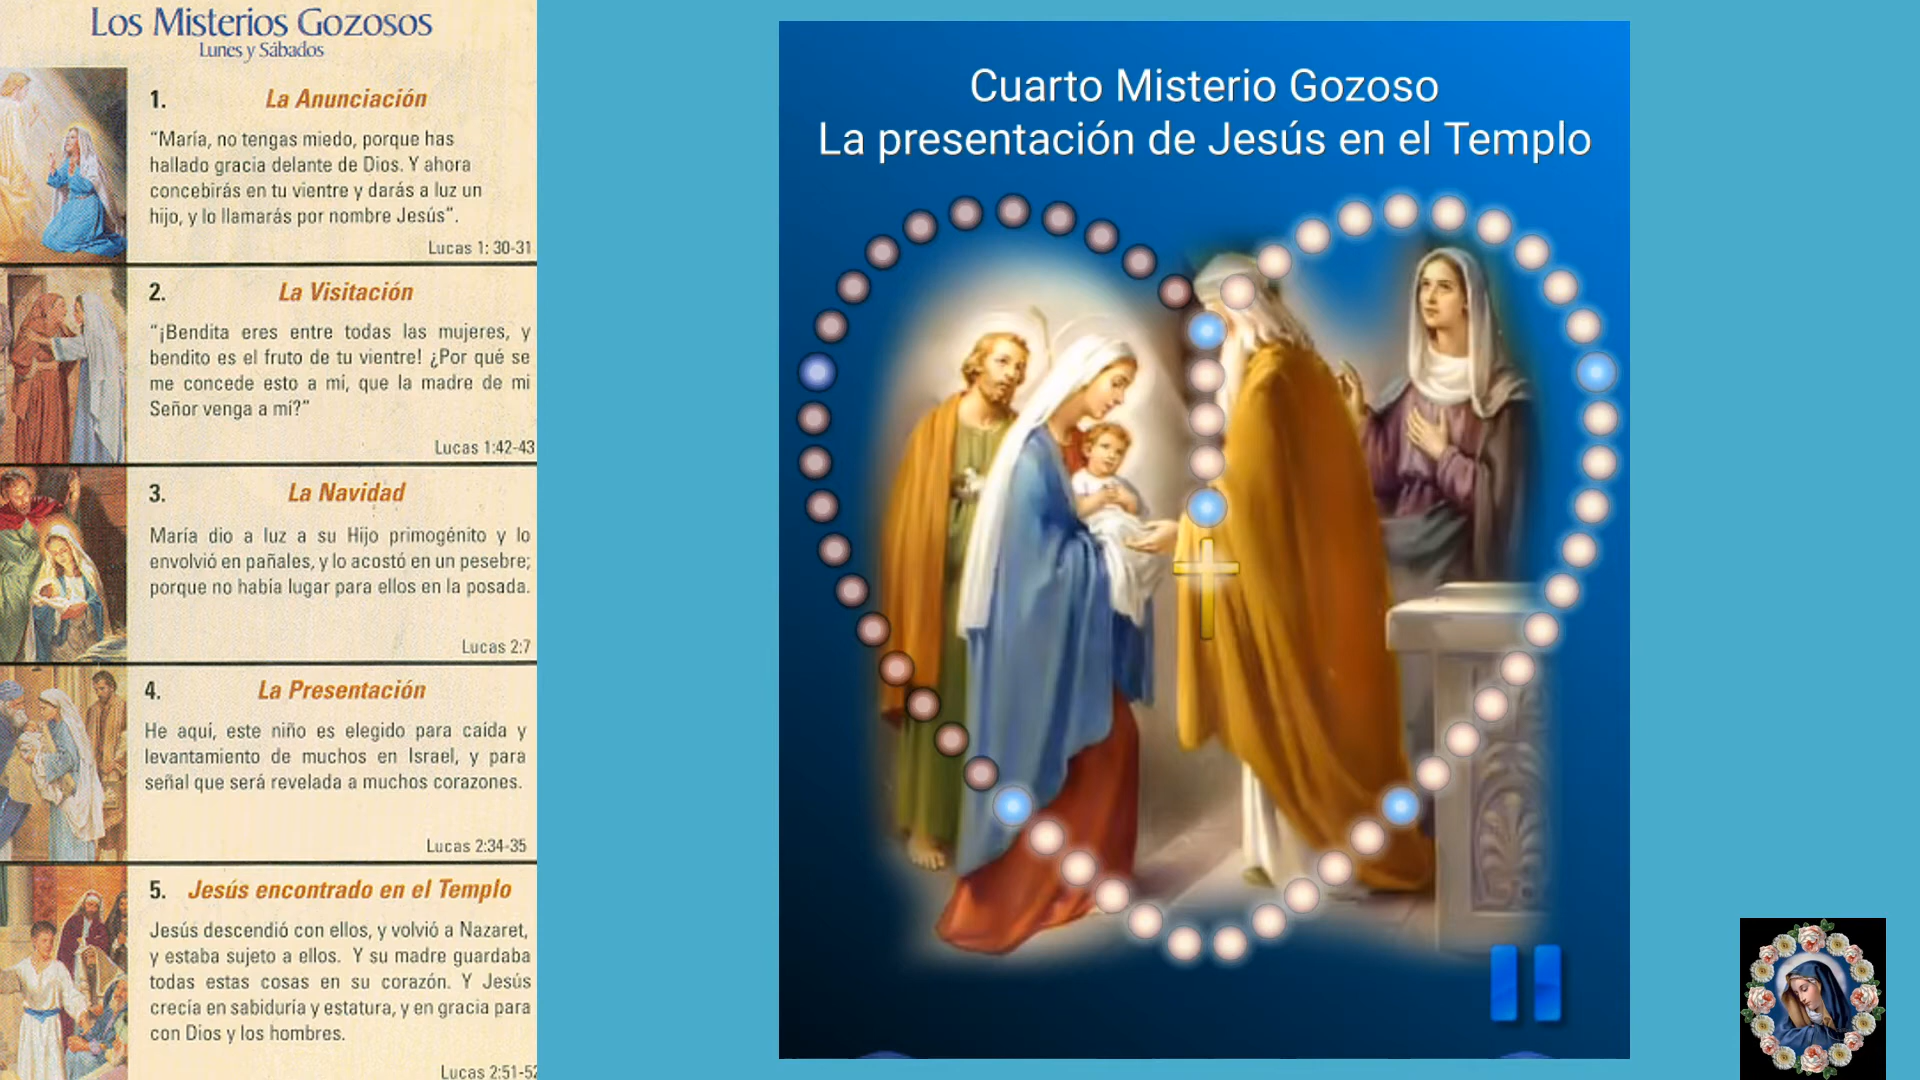 Los Misterios Gozosos
Lunes y Sábados
1. La Anunciación
“María, no tengas miedo, porque has
hallado gracia delante de Dios. Y ahora
concebirás en tu vientre y darás a luz un
hijo, y lo llamarás por nombre Jesús”.
Lucas 1: 30-31
2. La Visitación
“¡Bendita eres entre todas las mujeres, y
bendito es el fruto de tu vientre! ¿Por qué se
me concede esto a mí, que la madre de mi
Señor venga a mí?”
Lucas 1:42-43
3. La Navidad
María dio a luz a su Hijo primogénito y lo
envolvió en pañales, y lo acostó en un pesebre;
porque no había lugar para ellos en la posada.
Lucas 2:7
4. La Presentación
He aquí, este niño es elegido para caída y
levantamiento de muchos en Israel, y para
señal que será revelada a muchos corazones.
Lucas 2:34-35
5. Jesús encontrado en el Templo
Jesús descendió con ellos, y volvió a Nazaret,
y estaba sujeto a ellos. Y su madre guardaba
todas estas cosas en su corazón. Y Jesús
crecía en sabiduría y estatura, y en gracia para
con Dios y los hombres.
Lucas 2:51-52
Cuarto Misterio Gozoso
La presentación de Jesús en el Templo